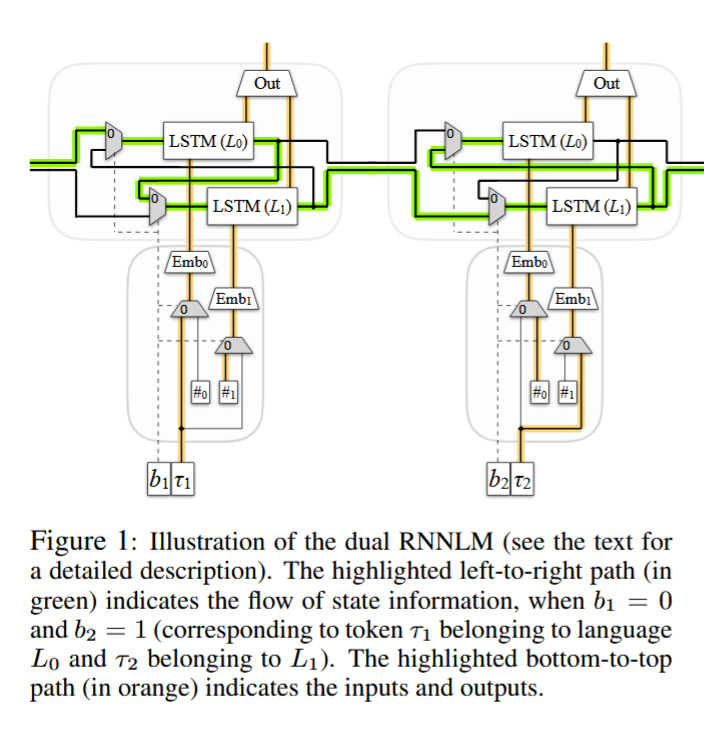 Out Out
0 LSTM (L₀) 0 LSTM (L₀)
0 LSTM (L₁) 0 LSTM (L₁)
Emb₀ Emb₀
Emb₁ Emb₁
0 0
0 0
#₀ #₁ #₀ #₁
b₁ τ₁ b₂ τ₂
Figure 1: Illustration of the dual RNNLM (see the text for
a detailed description). The highlighted left-to-right path (in
green) indicates the flow of state information, when b₁ = 0
and b₂ = 1 (corresponding to token τ₁ belonging to language
L₀ and τ₂ belonging to L₁). The highlighted bottom-to-top
path (in orange) indicates the inputs and outputs.